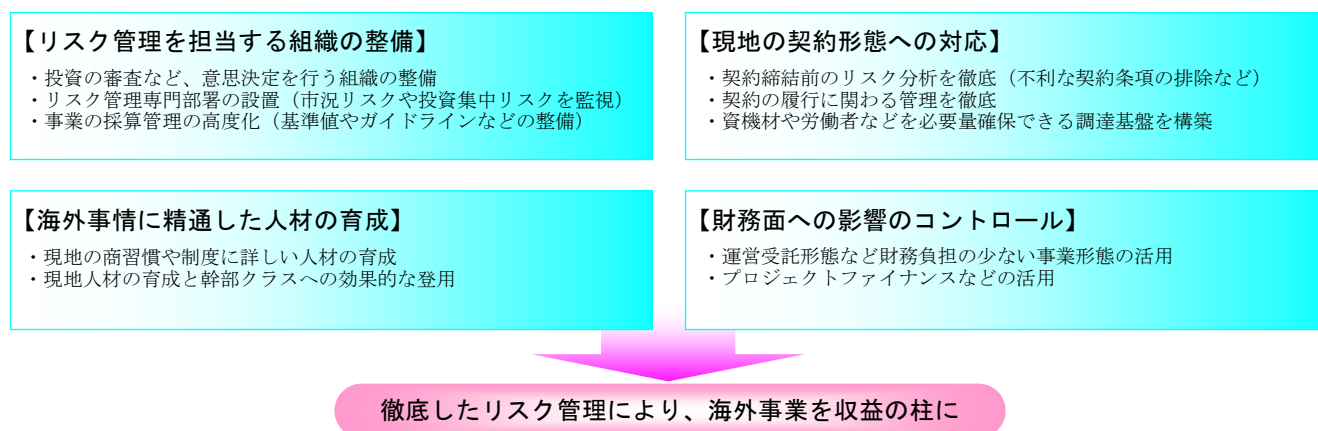 【リスク管理を担当する組織の整備】
・投資の審査など、意思決定を行う組織の整備
・リスク管理専門部署の設置（市況リスクや投資集中リスクを監視）
・事業の採算管理の高度化（基準値やガイドラインなどの整備）
【現地の契約形態への対応】
・契約締結前のリスク分析を徹底（不利な契約条項の排除など）
・契約の履行に関わる管理を徹底
・資機材や労働者などを必要量確保できる調達基盤を構築
【海外事情に精通した人材の育成】
・現地の商習慣や制度に詳しい人材の育成
・現地人材の育成と幹部クラスへの効果的な登用
【財務面への影響のコントロール】
・運営受託形態など財務負担の少ない事業形態の活用
・プロジェクトファイナンスなどの活用
徹底したリスク管理により、海外事業を収益の柱に